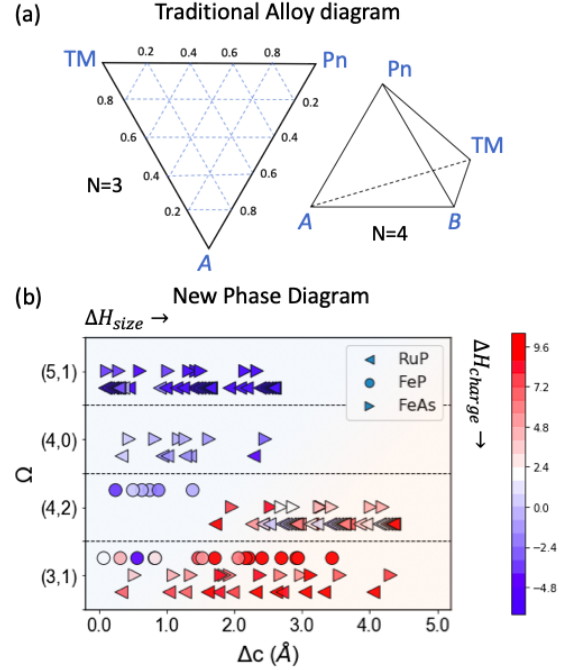 (a)
Traditional Alloy diagram
TM 0.2 0.4 0.6 0.8 Pn
0.8 0.2
0.6 0.4
0.4 0.6
0.2 0.8
N=3
A
Pn
TM
A
B
N=4
(b)
New Phase Diagram
ΔH_size →
ΔH_charge →
RuP
FeP
FeAs
(5,1)
(4,0)
(4,2)
(3,1)
Ω
0.0 1.0 2.0 3.0 4.0 5.0
Δc (Å)
9.6
7.2
4.8
2.4
0.0
-2.4
-4.8